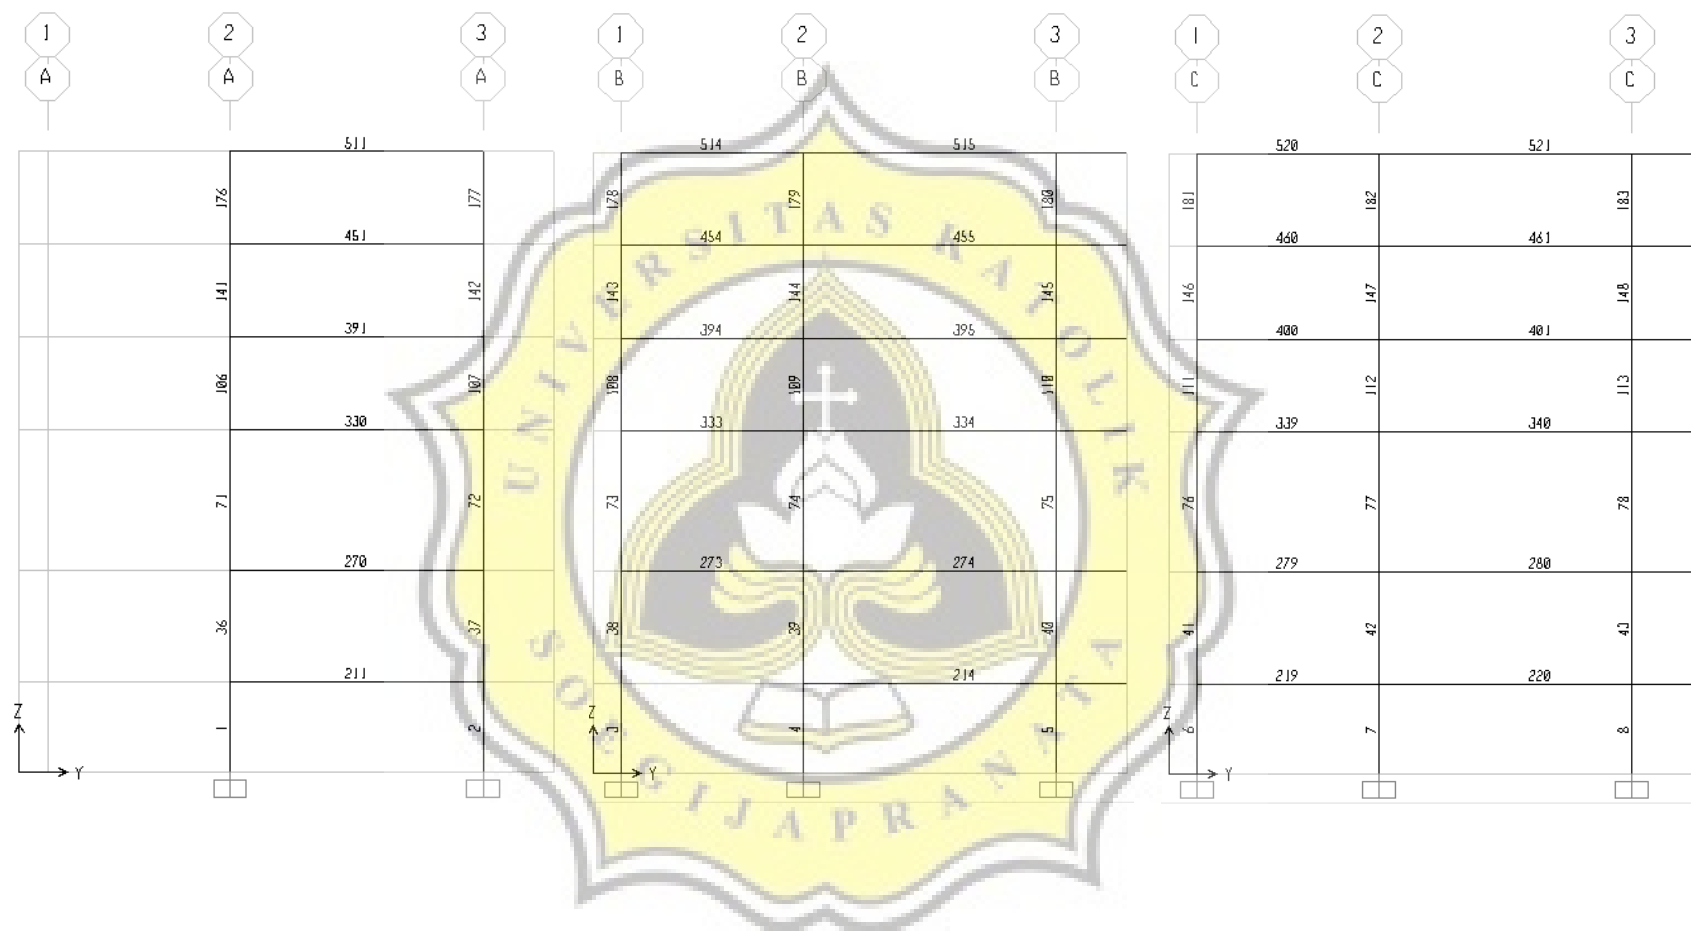 1 2 3 1 2 3 1 2 3
A A A B B B C C C
511 514 515 520 521
176 177 178 179 180 181 182 183
451 454 455 460 461
141 142 143 144 145 146 147 148
391 394 395 400 401
106 107 108 109 110 111 112 113
330 333 334 339 340
71 72 73 74 75 76 77 78
270 273 274 279 280
36 37 38 39 40 41 42 43
211 214 219 220
Z Z Z
1 2 3 4 5 6 7 8
Y Y Y
UNIVERSITAS KATOLIK
SOEGIJAPRANATA